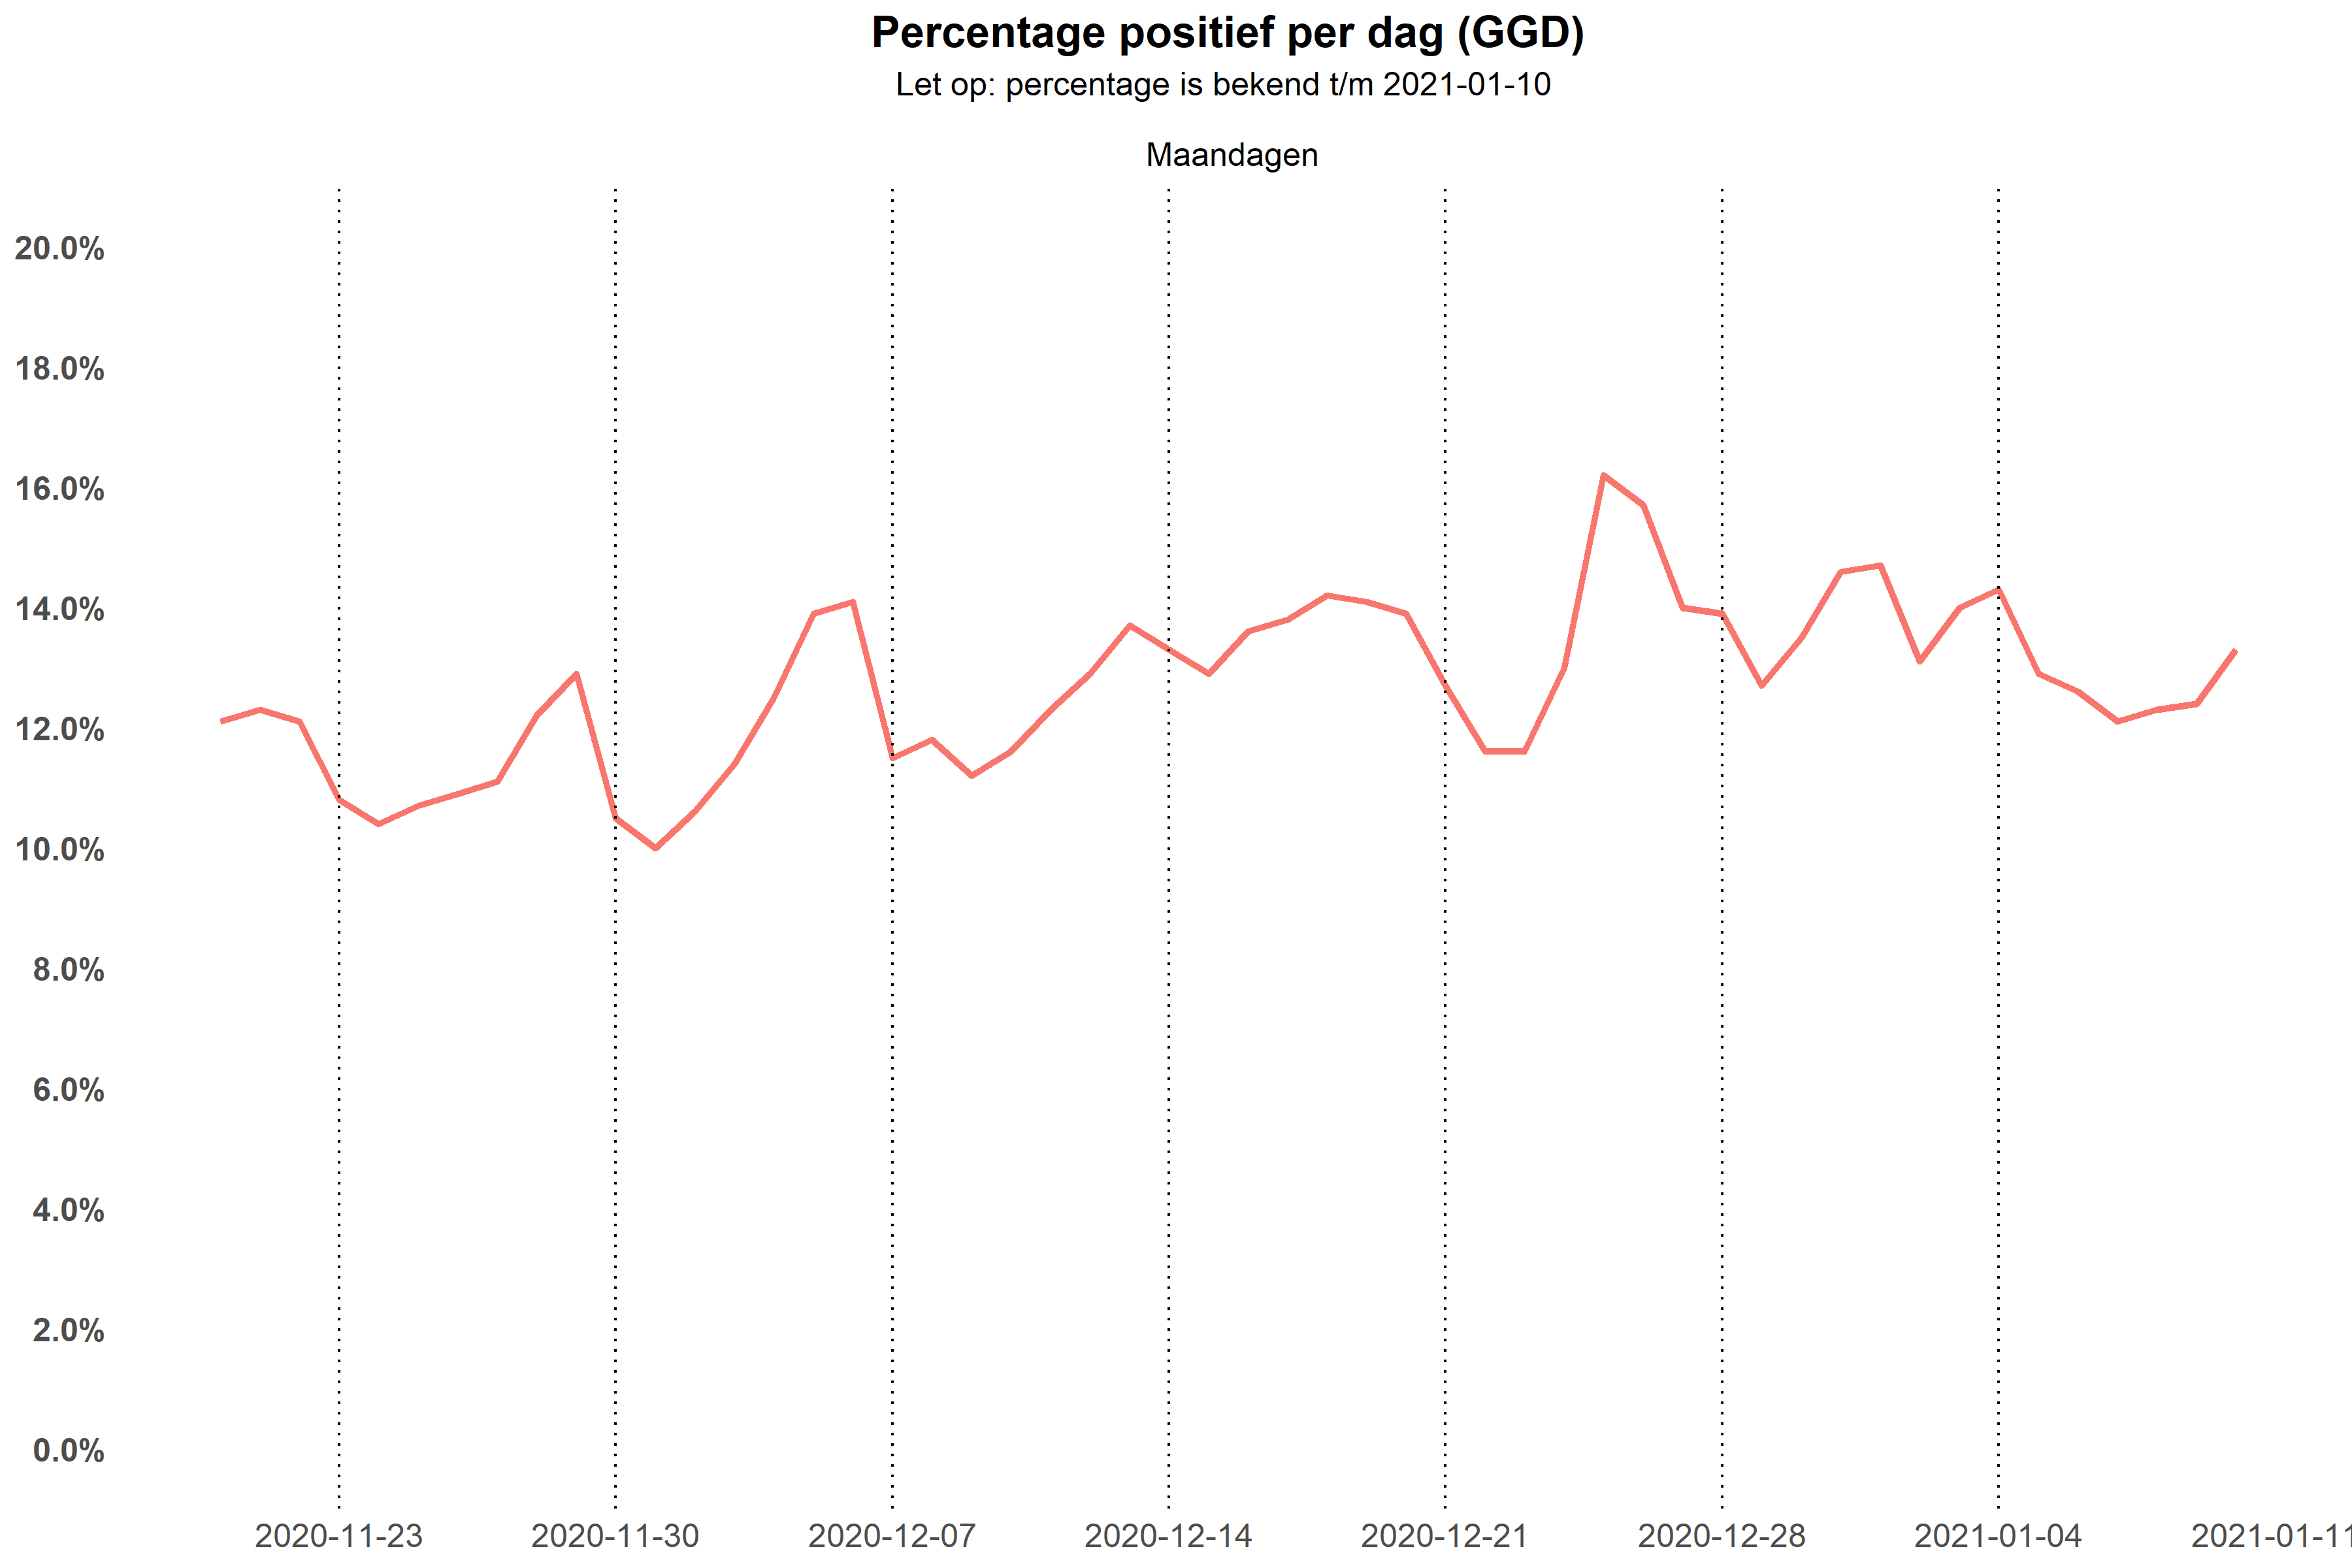 Percentage positief per dag (GGD)
Let op: percentage is bekend t/m 2021-01-10
Maandagen
20.0%
18.0%
16.0%
14.0%
12.0%
10.0%
8.0%
6.0%
4.0%
2.0%
0.0%
2020-11-23 2020-11-30 2020-12-07 2020-12-14 2020-12-21 2020-12-28 2021-01-04 2021-01-11